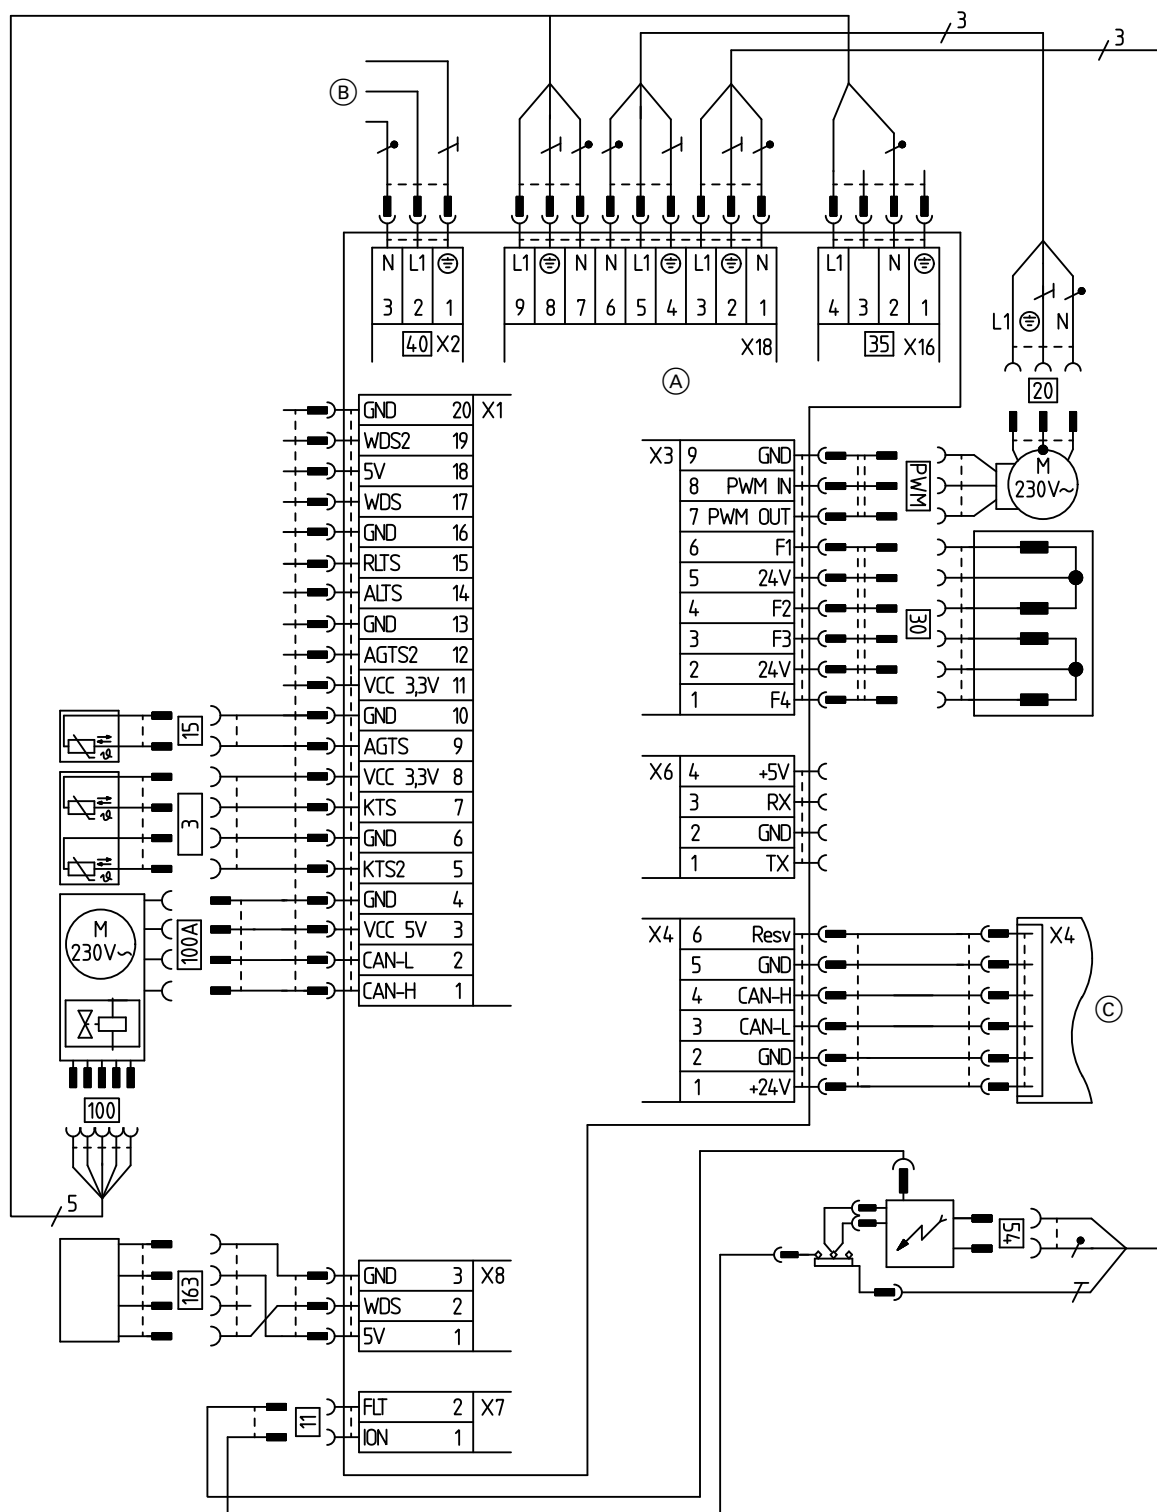 3
3
B
N L1
3 2 1
40 X2
L1 N N L1 L1 N
9 8 7 6 5 4 3 2 1
X18
L1 N
4 3 2 1
35 X16
L1 N
20
A
M
230V~
GND 20 X1
WDS2 19
5V 18
WDS 17
GND 16
RLTS 15
ALTS 14
GND 13
AGTS2 12
VCC 3,3V 11
GND 10
AGTS 9
VCC 3,3V 8
KTS 7
GND 6
KTS2 5
GND 4
VCC 5V 3
CAN-L 2
CAN-H 1
15
ϑ
3
ϑ
ϑ
M
230V~
100A
100
5
X3 9 GND
8 PWM IN
7 PWM OUT
6 F1
5 24V
4 F2
3 F3
2 24V
1 F4
PWM
30
X6 4 +5V
3 RX
2 GND
1 TX
X4 6 Resv
5 GND
4 CAN-H
3 CAN-L
2 GND
1 +24V
X4
C
54
163
GND 3 X8
WDS 2
5V 1
11
FLT 2 X7
ION 1